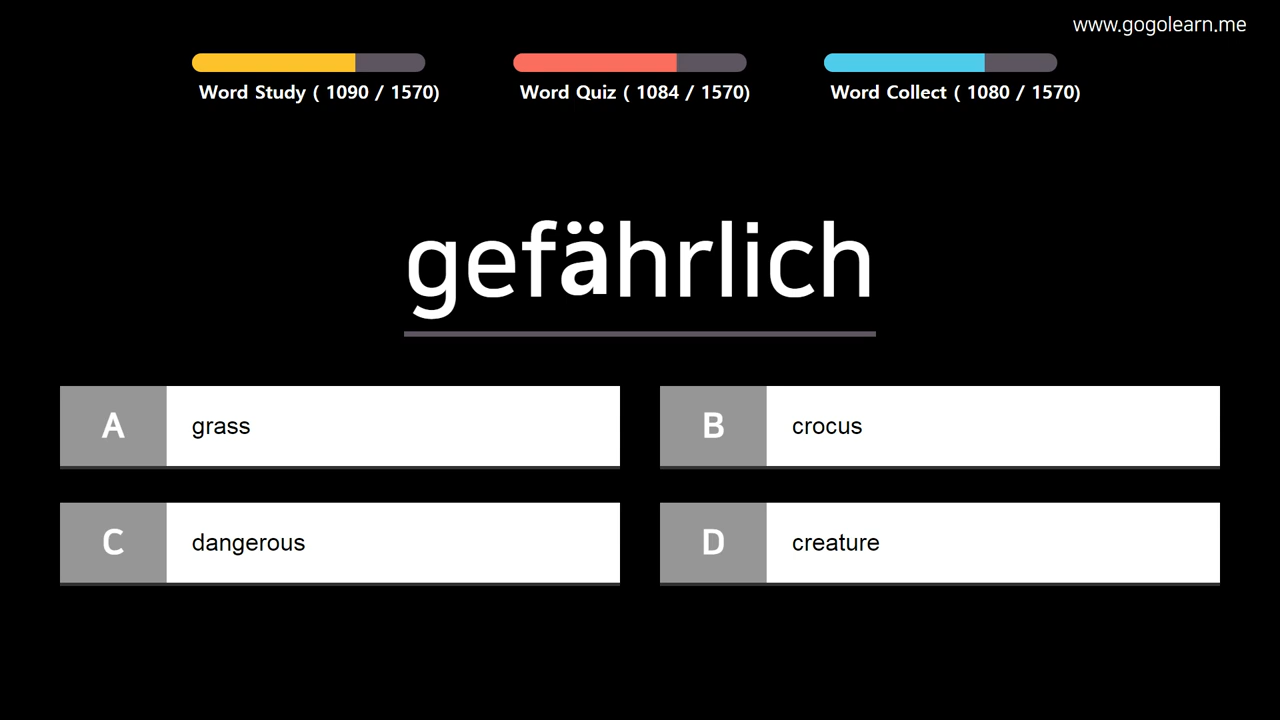 www.gogolearn.me
Word Study ( 1090 / 1570)
Word Quiz ( 1084 / 1570)
Word Collect ( 1080 / 1570)
gefährlich
A grass
B crocus
C dangerous
D creature